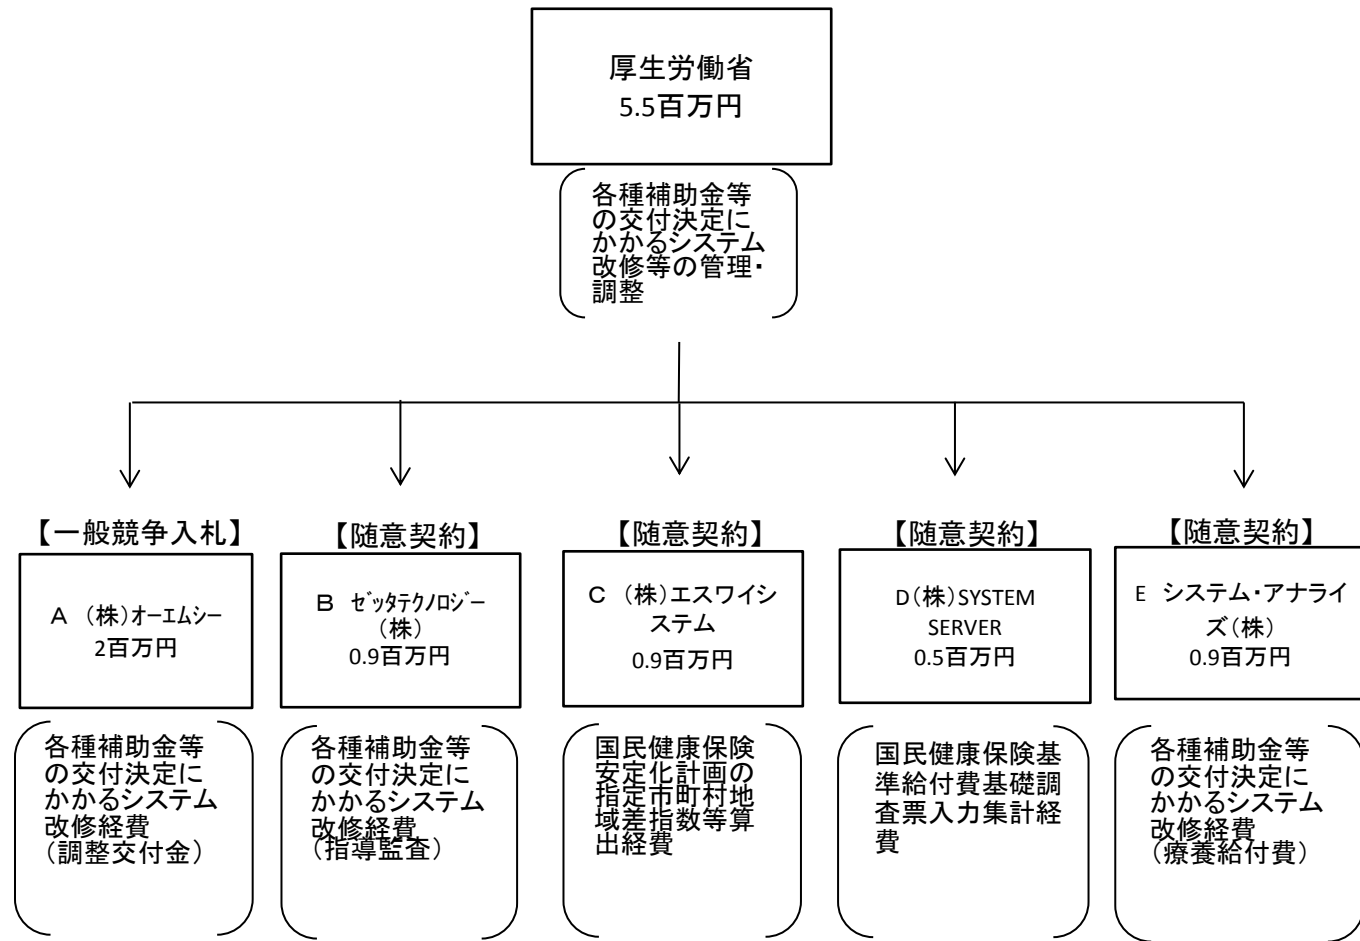 厚生労働省
5.5百万円
各種補助金等
の交付決定に
かかるシステム
改修等の管理・
調整
【一般競争入札】
A （株）オーエムシー
2百万円
各種補助金等
の交付決定に
かかるシステム
改修経費
（調整交付金）
【随意契約】
B ｾﾞｯﾀﾃｸﾉﾛｼﾞｰ
（株）
0.9百万円
各種補助金等
の交付決定に
かかるシステム
改修経費
（指導監査）
【随意契約】
C （株）エスワイシ
ステム
0.9百万円
国民健康保険
安定化計画の
指定市町村地
域差指数等算
出経費
【随意契約】
D（株）SYSTEM
SERVER
0.5百万円
国民健康保険基
準給付費基礎調
査票入力集計経
費
【随意契約】
E システム・アナライ
ズ（株）
0.9百万円
各種補助金等
の交付決定に
かかるシステム
改修経費
（療養給付費）